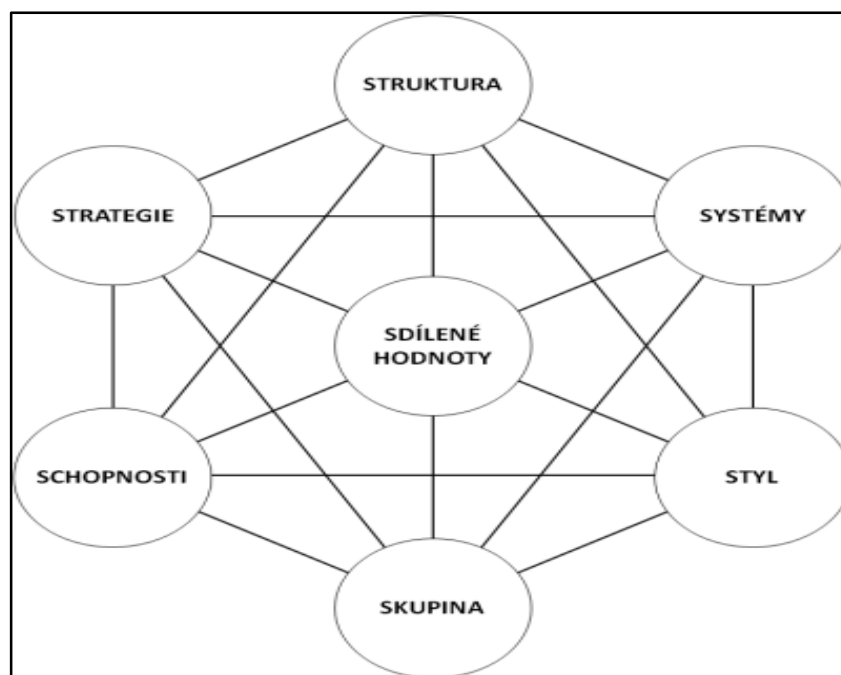 STRUKTURA
STRATEGIE
SYSTÉMY
SDÍLENÉ
HODNOTY
SCHOPNOSTI
STYL
SKUPINA